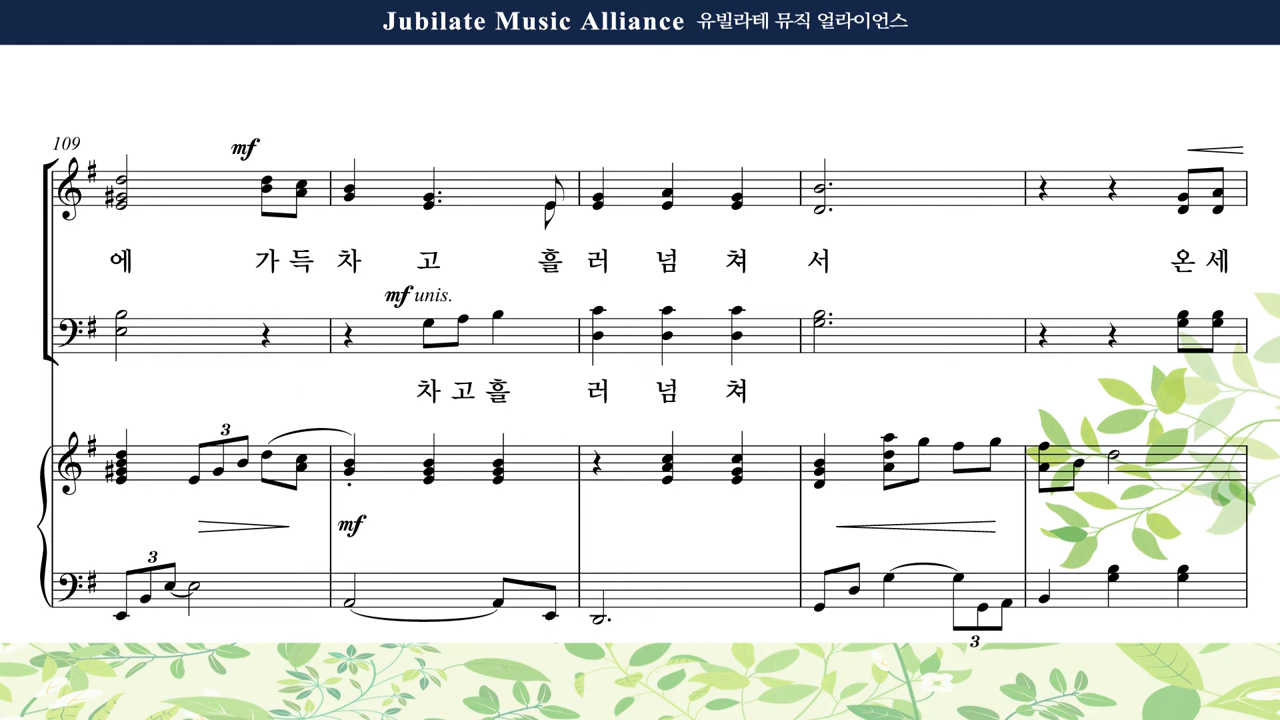 Jubilate Music Alliance 유빌라테 뮤직 얼라이언스
109
mf
에 가 득 차 고 흘 러 넘 쳐 서 온 세
mf unis.
차 고 흘 러 넘 쳐
3
mf
3
3